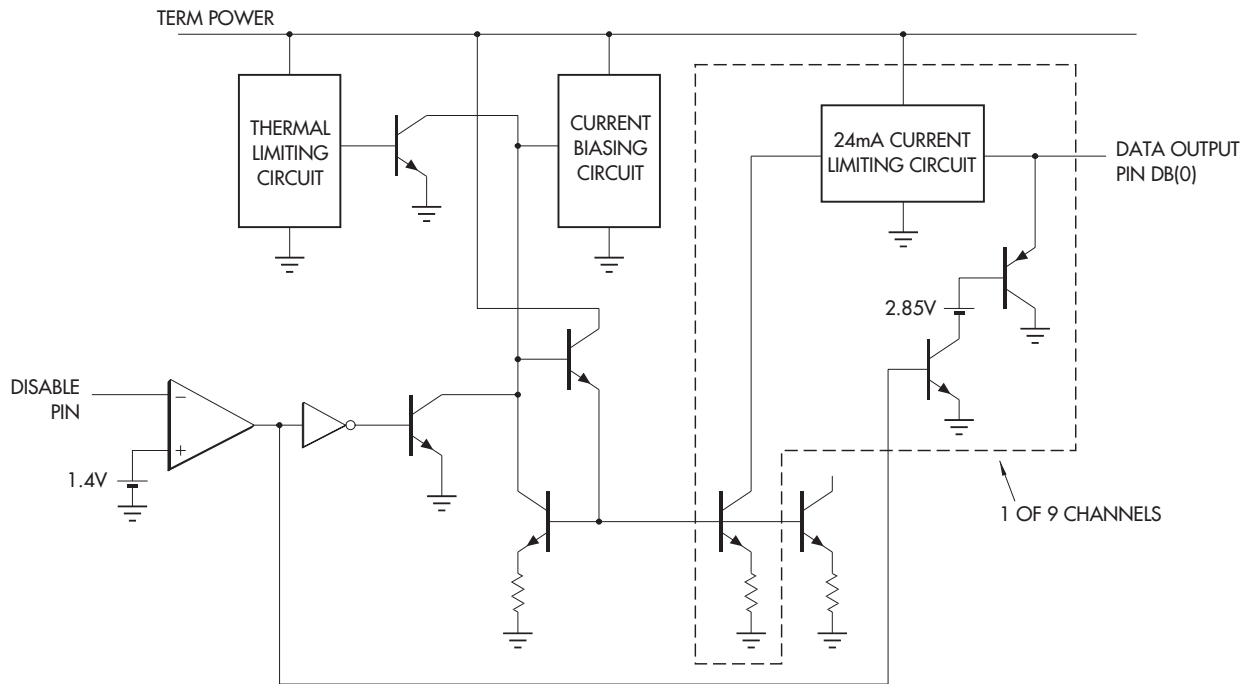 TERM POWER
THERMAL
LIMITING
CIRCUIT
CURRENT
BIASING
CIRCUIT
24mA CURRENT
LIMITING CIRCUIT
DATA OUTPUT
PIN DB(0)
2.85V
DISABLE
PIN
−
+
1.4V
1 OF 9 CHANNELS